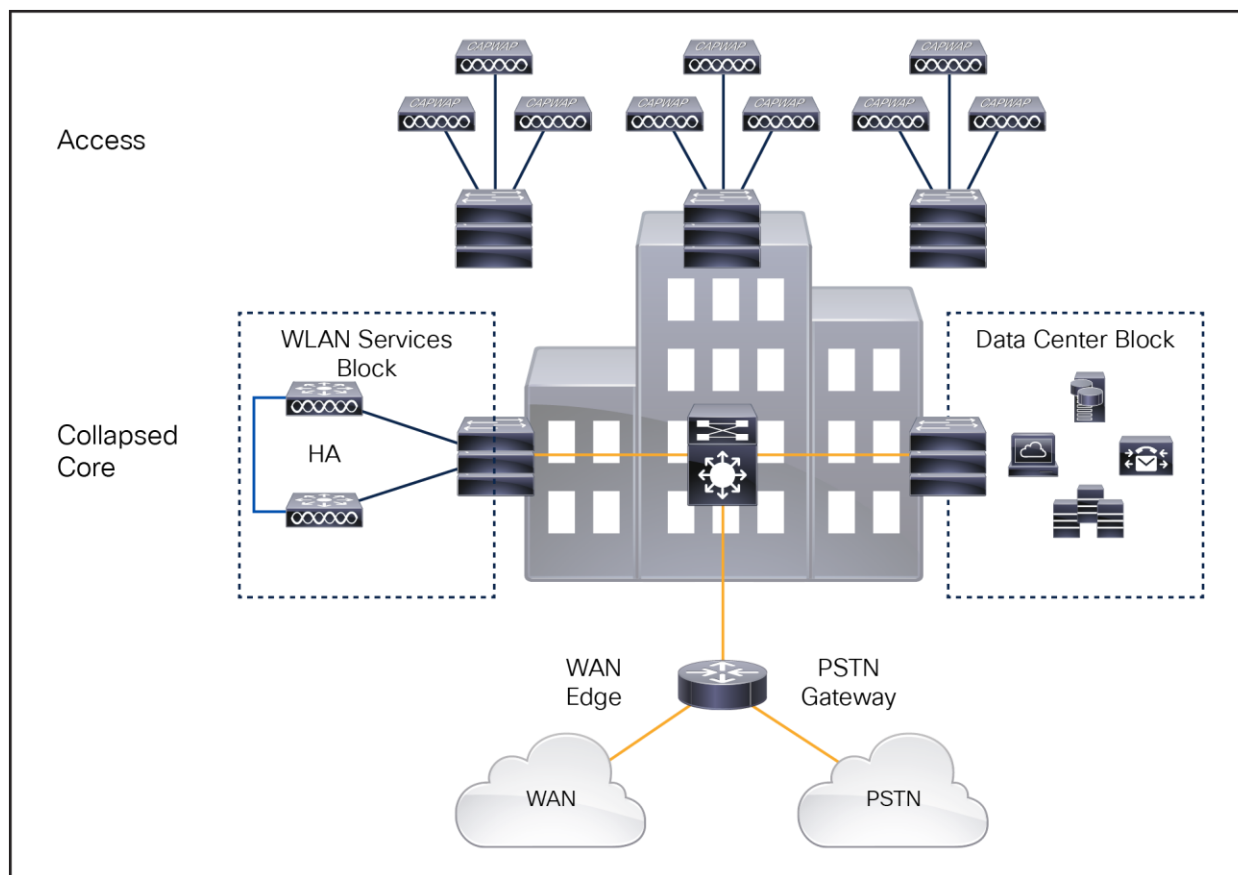 CAPWAP
CAPWAP
CAPWAP
CAPWAP
CAPWAP
CAPWAP
CAPWAP
CAPWAP
CAPWAP
Access
WLAN Services
Block
Data Center Block
Collapsed
Core
HA
WAN
Edge
PSTN
Gateway
WAN
PSTN